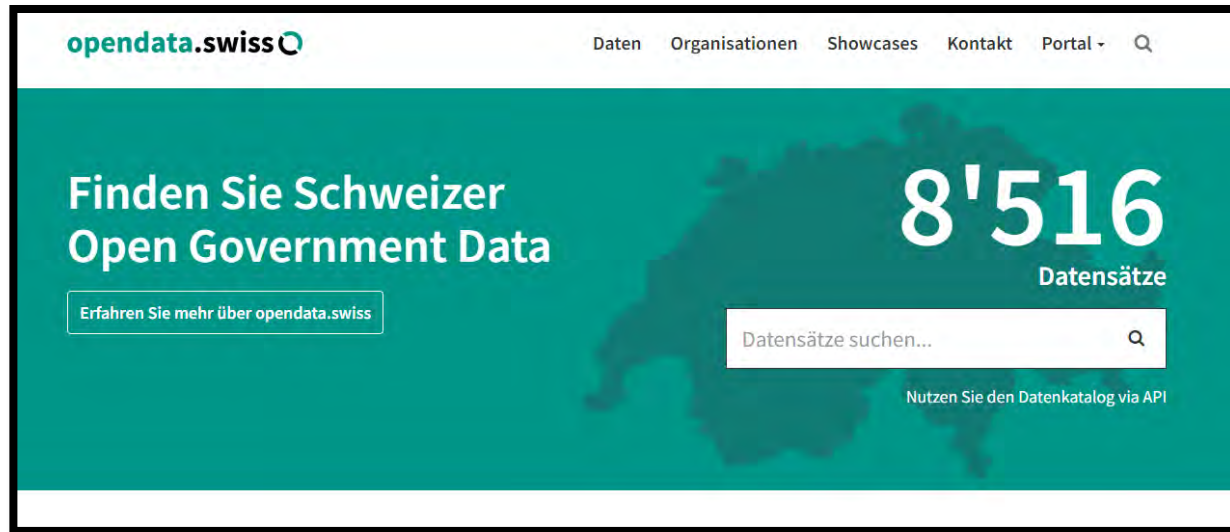 opendata.swiss
Daten Organisationen Showcases Kontakt Portal
Finden Sie Schweizer
Open Government Data
Erfahren Sie mehr über opendata.swiss
8'516
Datensätze
Datensätze suchen...
Nutzen Sie den Datenkatalog via API